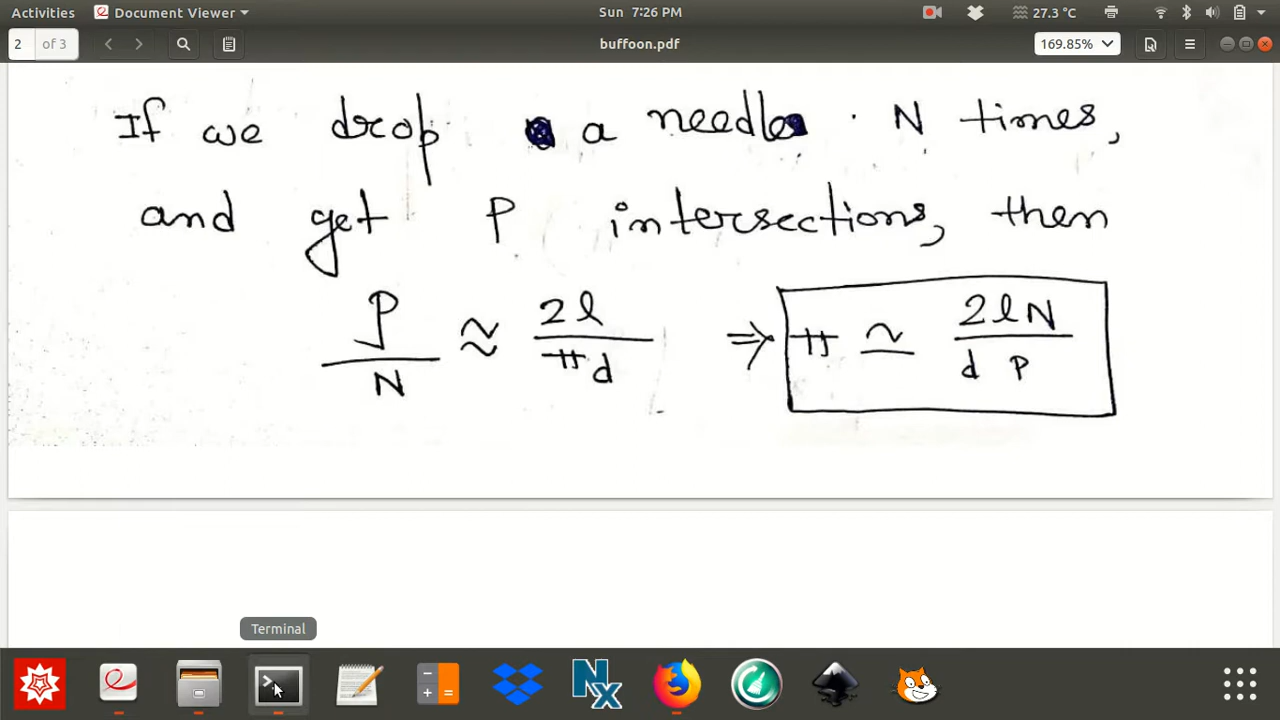 Activities Document Viewer Sun 7:26 PM 27.3 °C
2 of 3 buffoon.pdf 169.85%
If we drop a needle N times,
and get P intersections, then
P/N ≈ 2l/πd ⇒ π ≃ 2lN/dP
Terminal